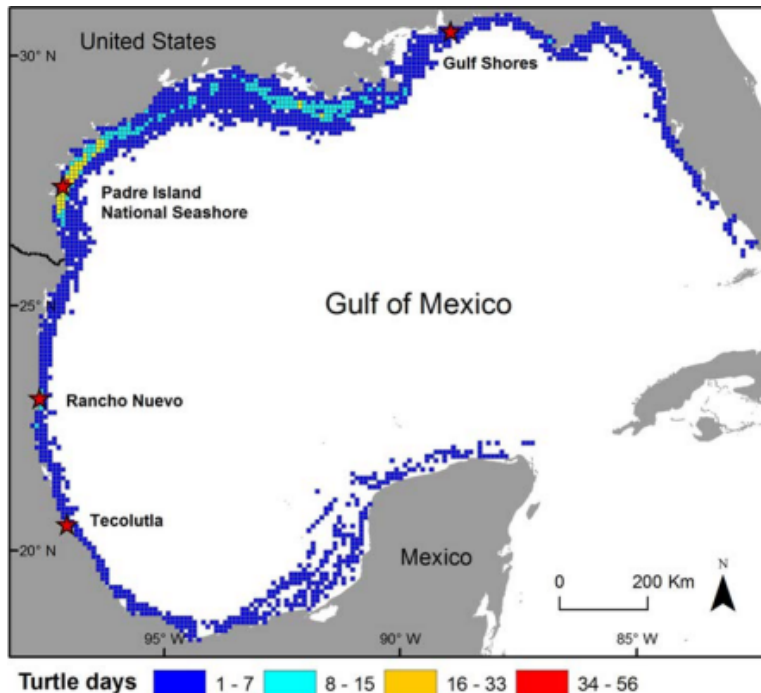 United States
30° N
Gulf Shores
Padre Island
National Seashore
25° N
Gulf of Mexico
Rancho Nuevo
Tecolutla
20° N
Mexico
N
0 200 Km
95° W 90° W 85° W
Turtle days 1 - 7 8 - 15 16 - 33 34 - 56